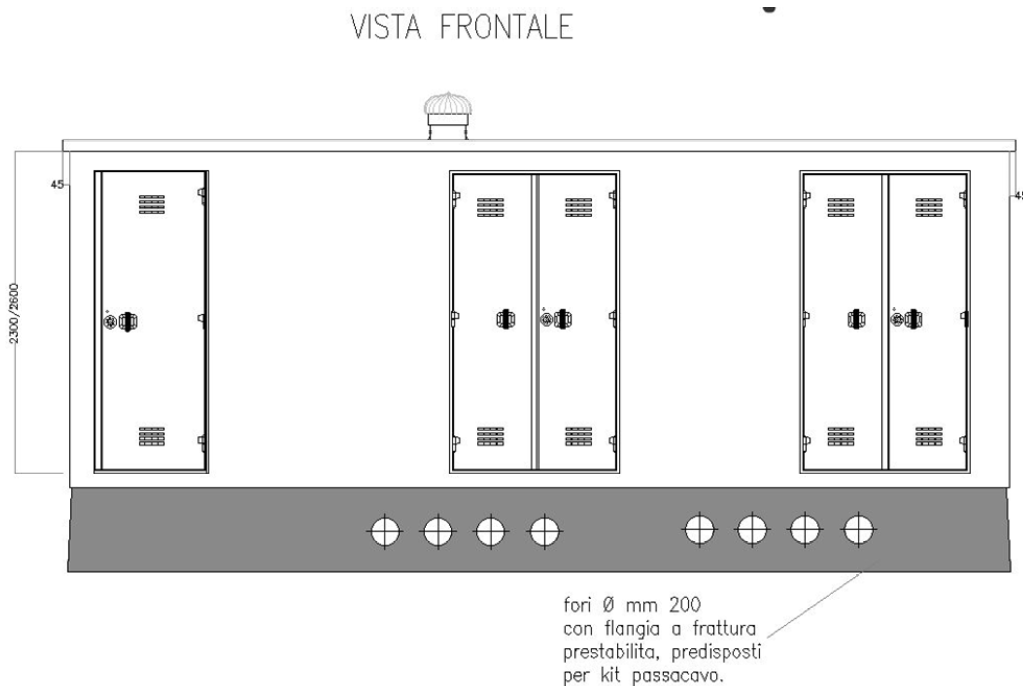 VISTA FRONTALE
45
45
2300/2600
fori Ø mm 200
con flangia a frattura
prestabilita, predisposti
per kit passacavo.